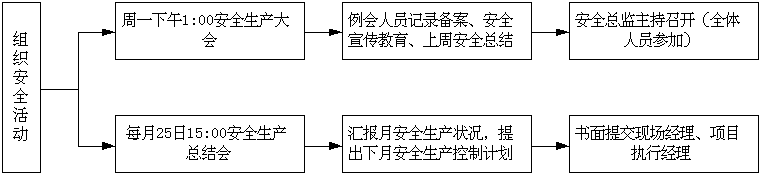 组织安全活动
周一下午1:00安全生产大
会
例会人员记录备案、安全
宣传教育、上周安全总结
安全总监主持召开（全体
人员参加）
每月25日15:00安全生产
总结会
汇报月安全生产状况，提
出下月安全生产控制计划
书面提交现场经理、项目
执行经理